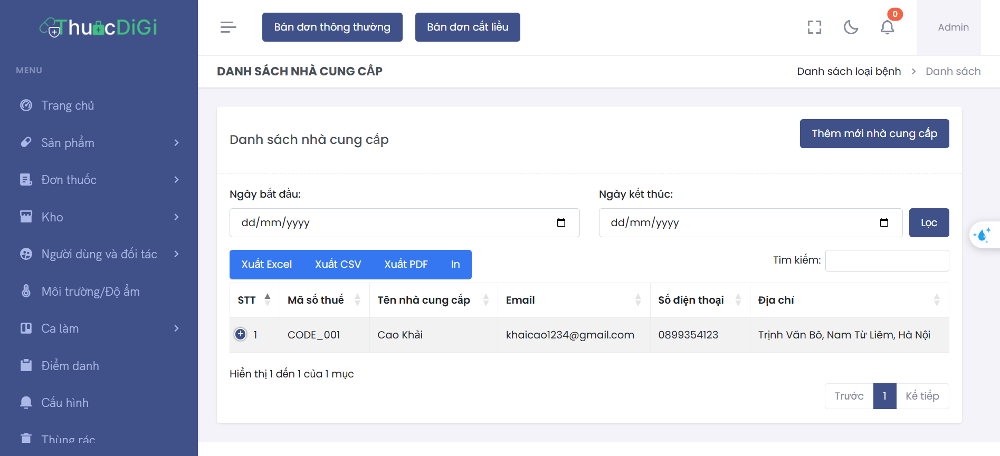 ThuốcDiGi
Bán đơn thông thường
Bán đơn cắt liều
0
Admin
MENU
DANH SÁCH NHÀ CUNG CẤP
Danh sách loại bệnh > Danh sách
Trang chủ
Sản phẩm
Đơn thuốc
Kho
Người dùng và đối tác
Môi trường/Độ ẩm
Ca làm
Điểm danh
Cấu hình
Thùng rác
Danh sách nhà cung cấp
Thêm mới nhà cung cấp
Ngày bắt đầu:
Ngày kết thúc:
dd/mm/yyyy
dd/mm/yyyy
Lọc
Xuất Excel Xuất CSV Xuất PDF In
Tìm kiếm:
STT Mã số thuế Tên nhà cung cấp Email Số điện thoại Địa chỉ
1 CODE_001 Cao Khải khaicao1234@gmail.com 0899354123 Trịnh Văn Bô, Nam Từ Liêm, Hà Nội
Hiển thị 1 đến 1 của 1 mục
Trước 1 Kế tiếp